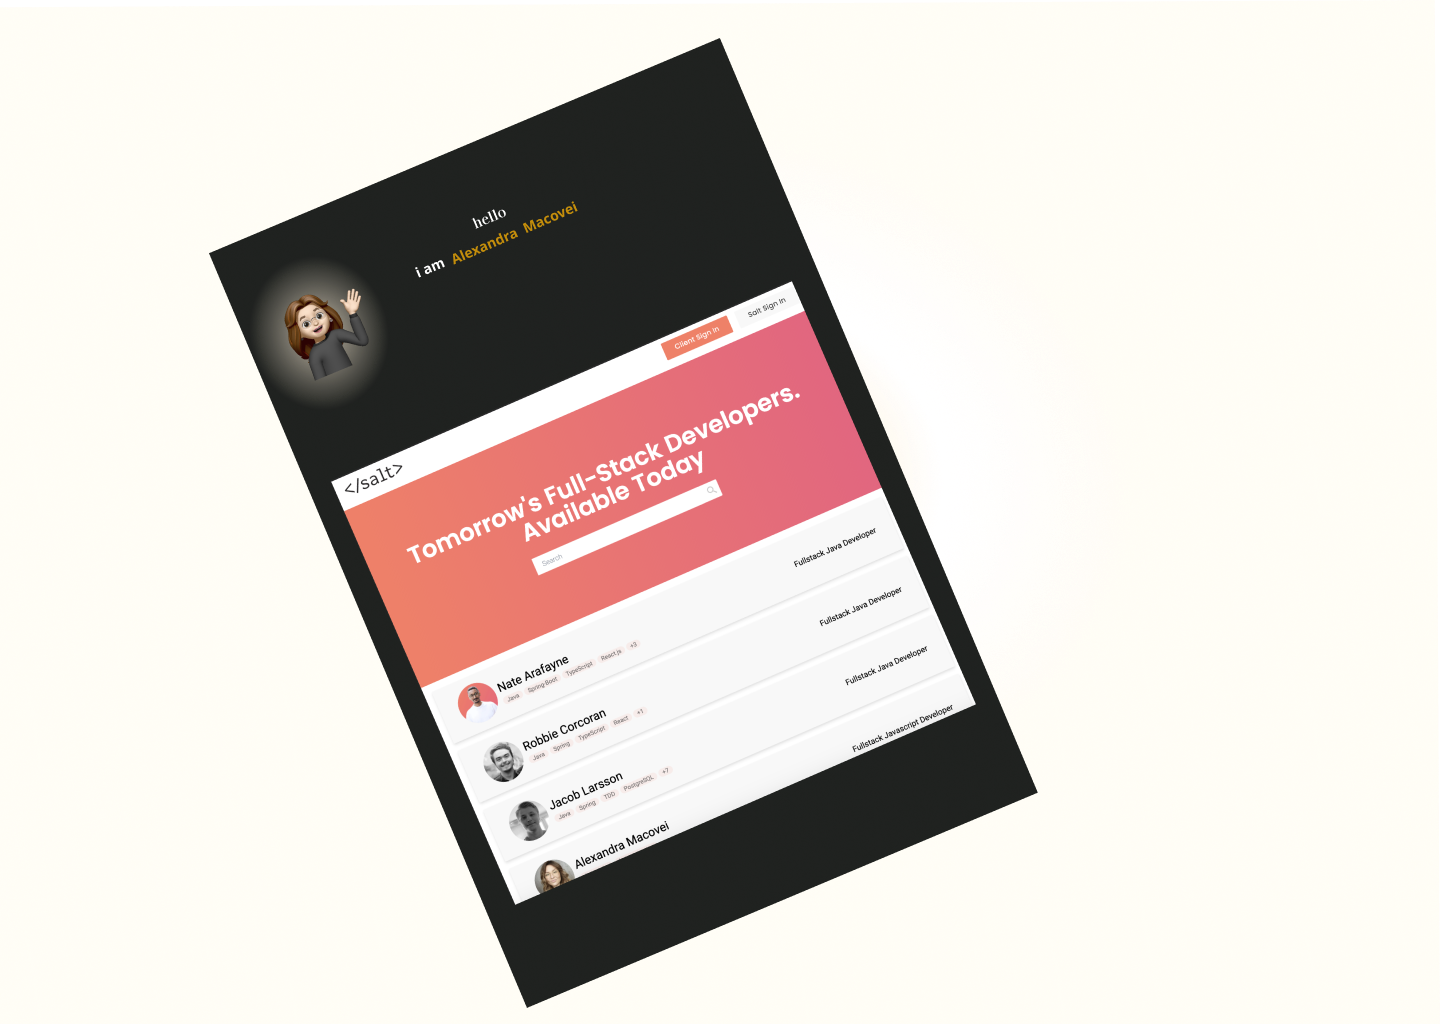 hello
i am Alexandra Macovei
</salt>
Client Sign In
Salt Sign In
Tomorrow's Full-Stack Developers.
Available Today
Search
Nate Arafayne
Java Spring Boot TypeScript React.js +3
Fullstack Java Developer
Robbie Corcoran
Java Spring TypeScript React +1
Fullstack Java Developer
Jacob Larsson
Java Spring TDD PostgreSQL +7
Fullstack Java Developer
Alexandra Macovei
Fullstack Javascript Developer